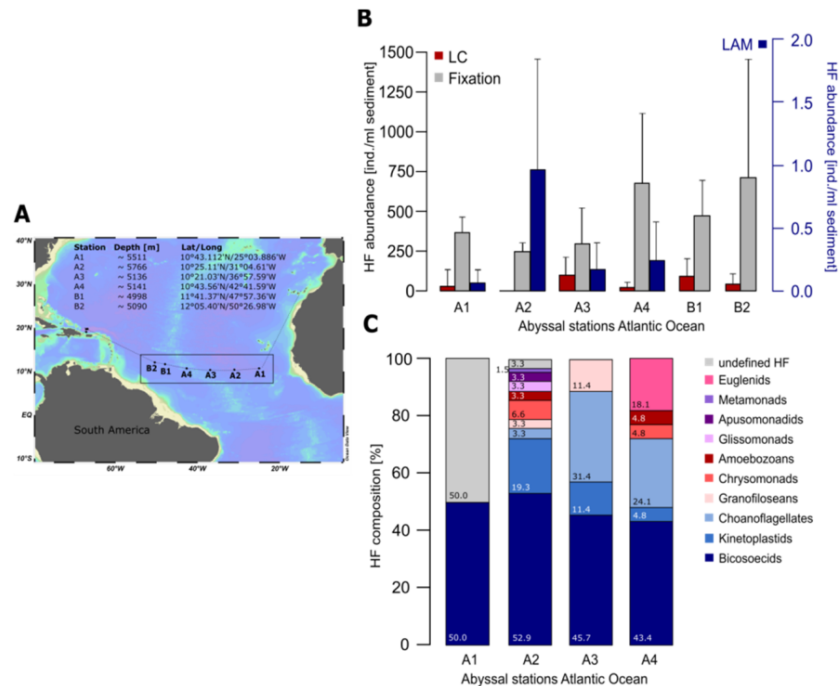 B
1500
1250
1000
750
500
250
0
HF abundance [ind./ml sediment]
LC
Fixation
LAM
2.0
1.5
1.0
0.5
0.0
HF abundance [ind./ml sediment]
A1 A2 A3 A4 B1 B2
Abyssal stations Atlantic Ocean
A
40°N
30°N
20°N
10°N
EQ
10°S
60°W 40°W 20°W
Station Depth [m] Lat/Long
A1 ~ 5511 10°43.112'N/25°03.886'W
A2 ~ 5766 10°25.11'N/31°04.61'W
A3 ~ 5136 10°21.03'N/36°57.59'W
A4 ~ 5141 10°43.56'N/42°41.59'W
B1 ~ 4998 11°41.37'N/47°57.36'W
B2 ~ 5090 12°05.40'N/50°26.98'W
B2 B1 A4 A3 A2 A1
South America
C
100
80
60
40
20
0
HF composition [%]
50.0
50.0
3.3
1.5
3.3
3.3
3.3
6.6
3.3
3.3
19.3
52.9
11.4
31.4
11.4
45.7
18.1
4.8
4.8
24.1
4.8
43.4
A1 A2 A3 A4
Abyssal stations Atlantic Ocean
undefined HF
Euglenids
Metamonads
Apusomonadids
Glissomonads
Amoebozoans
Chrysomonads
Granofiloseans
Choanoflagellates
Kinetoplastids
Bicosoecids